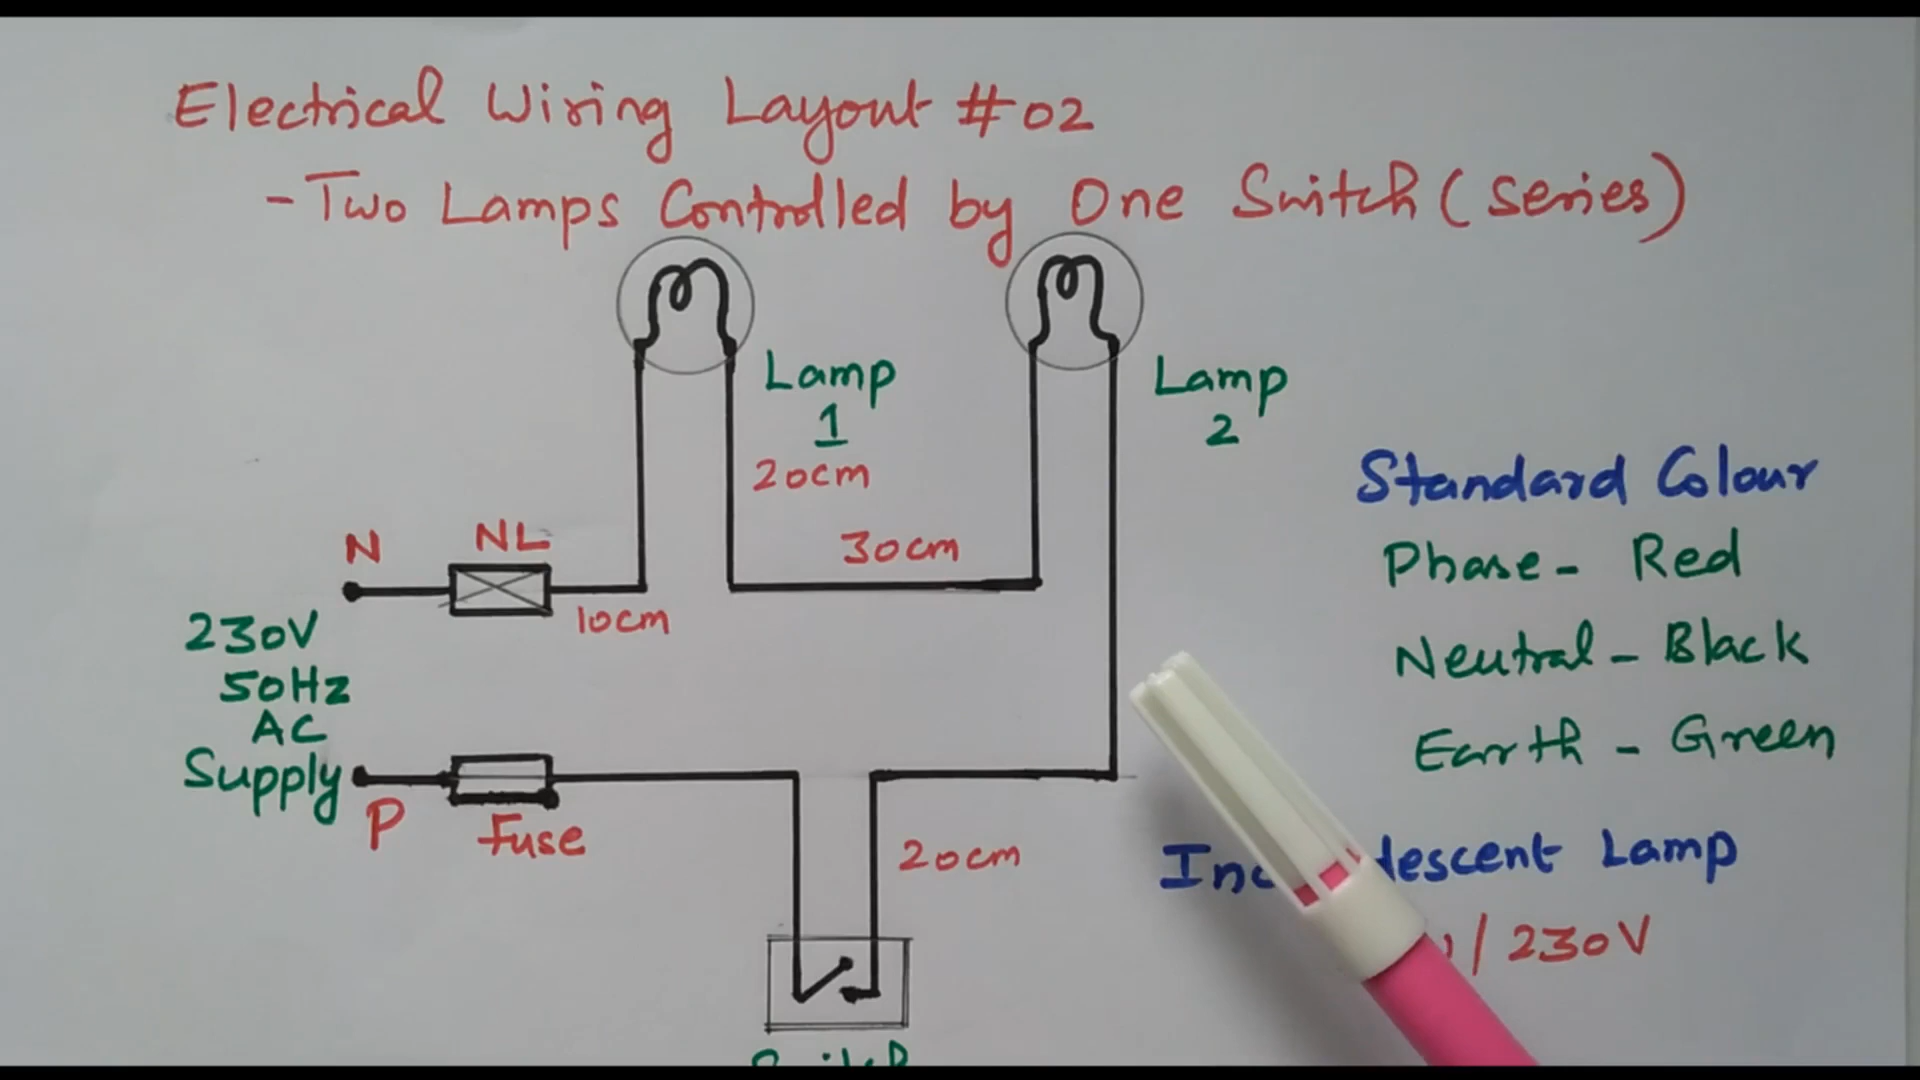 Electrical Wiring Layout #02
- Two Lamps Controlled by One Switch (series)
Lamp
1
Lamp
2
20cm
30cm
N
NL
10cm
230V
50Hz
AC
Supply
P
Fuse
20cm
Standard Colour
Phase - Red
Neutral - Black
Earth - Green
Lamp
/ 230V